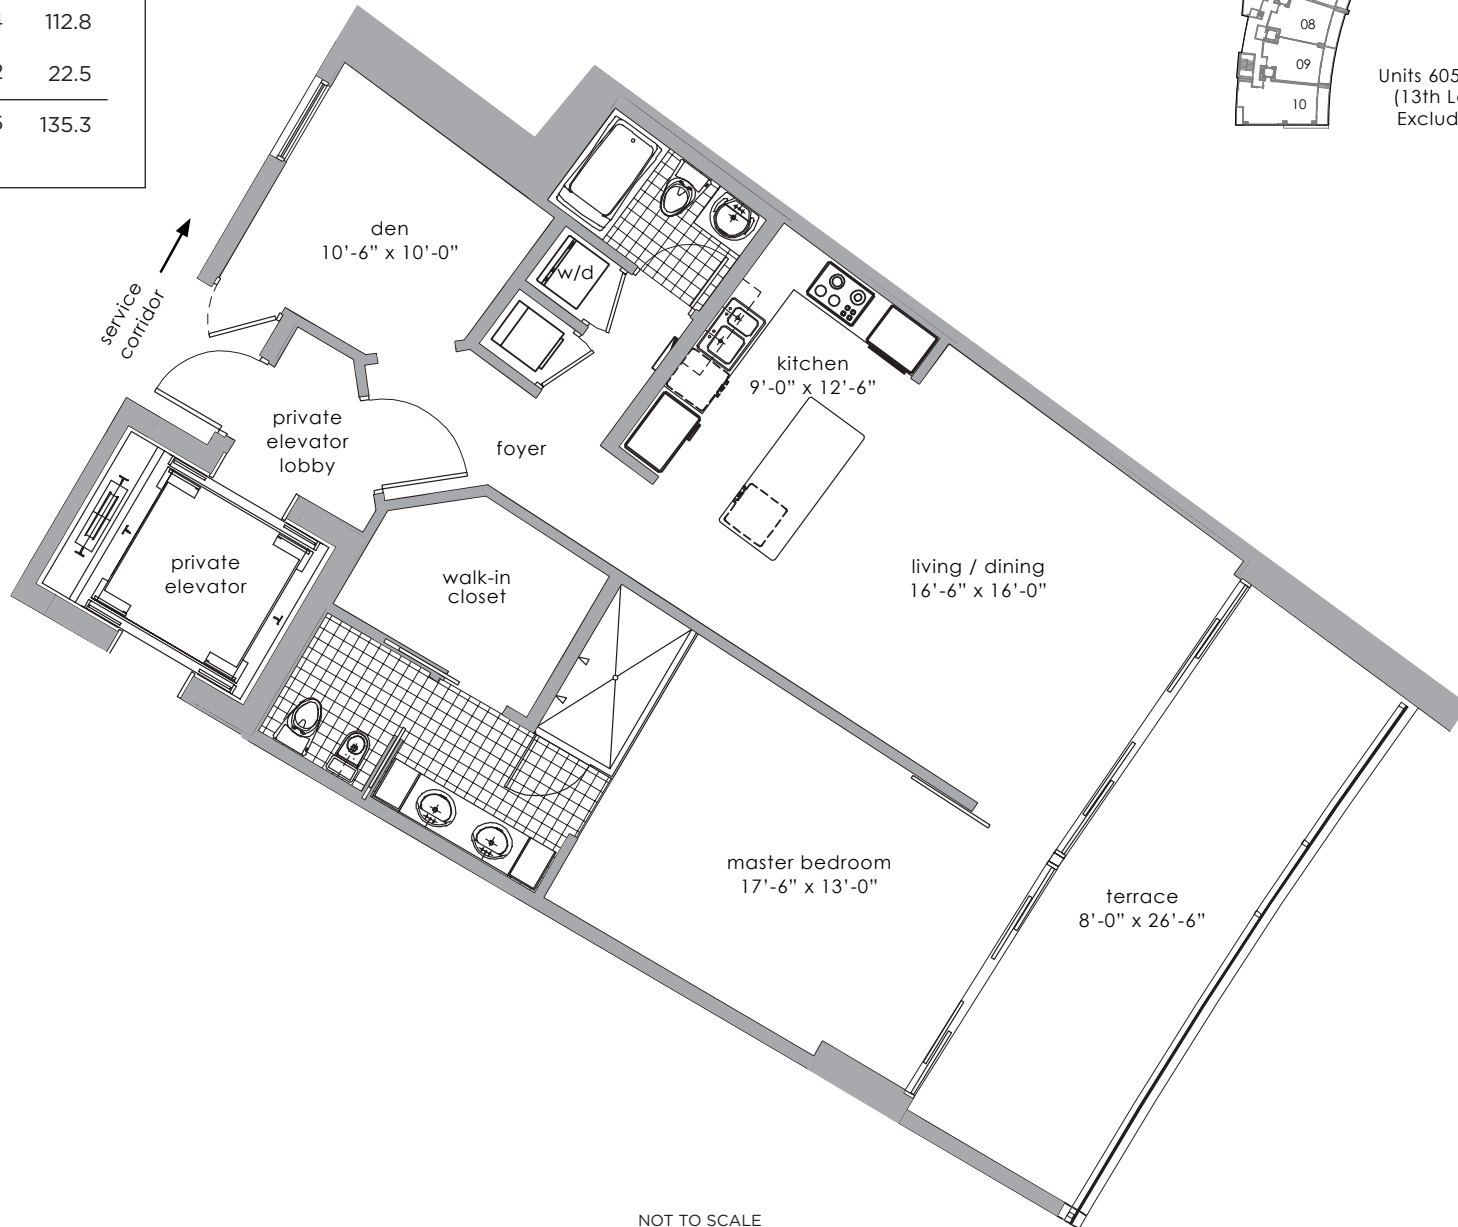 112.8
22.5
135.3
08
09
10
Units 605
(13th L
Exclud
den
10'-6” x 10'-0”
w/d
service
corridor
kitchen
9'-0” x 12'-6”
private
elevator
lobby
foyer
private
elevator
walk-in
closet
living / dining
16'-6” x 16'-0”
master bedroom
17'-6” x 13'-0”
terrace
8'-0” x 26'-6”
NOT TO SCALE